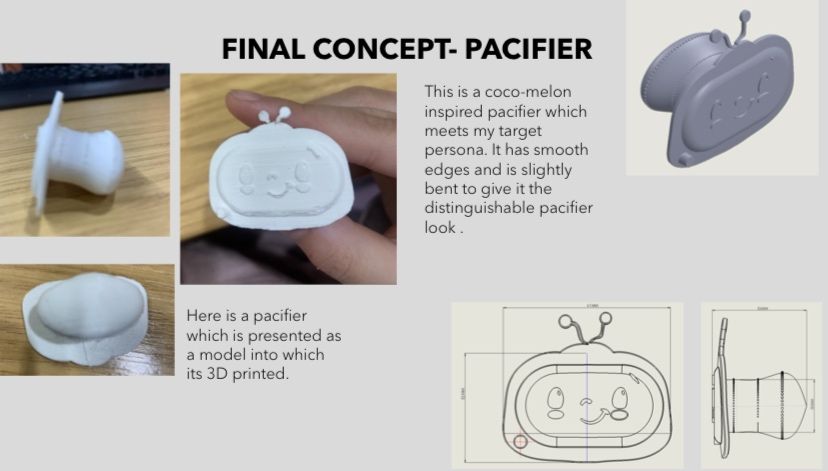 FINAL CONCEPT- PACIFIER
This is a coco-melon
inspired pacifier which
meets my target
persona. It has smooth
edges and is slightly
bent to give it the
distinguishable pacifier
look .
Here is a pacifier
which is presented as
a model into which
its 3D printed.